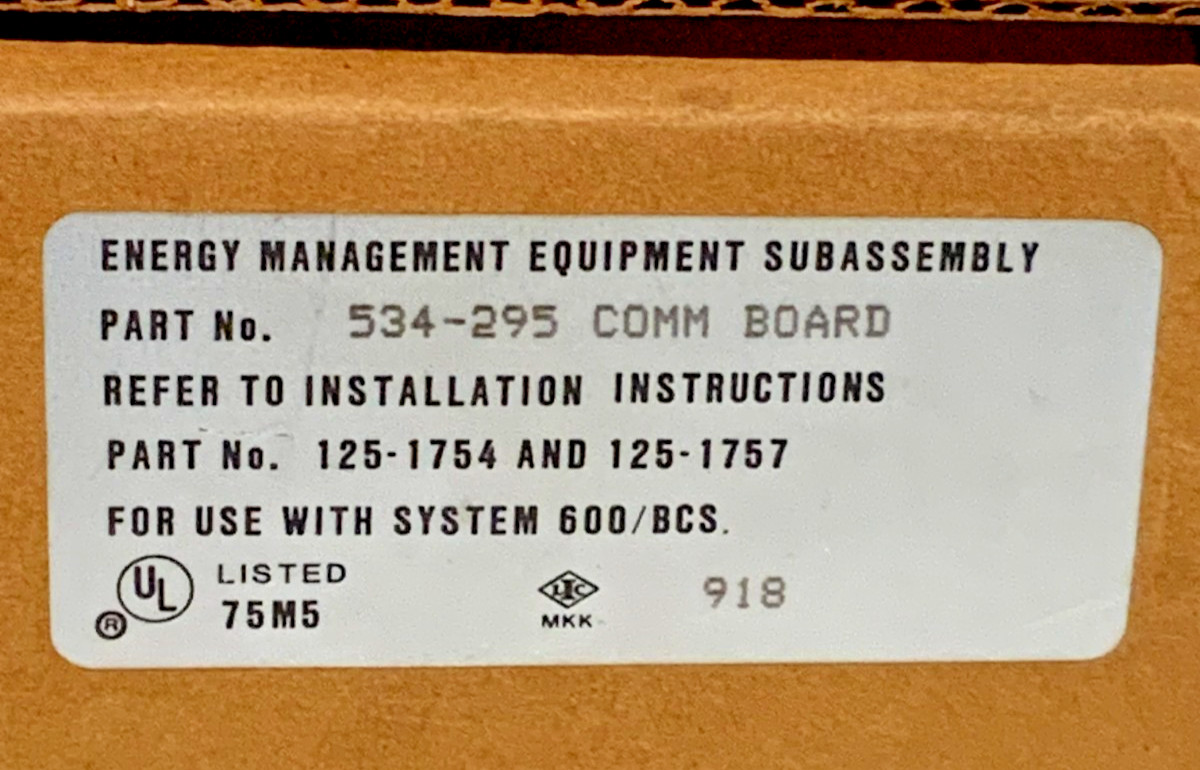 ENERGY MANAGEMENT EQUIPMENT SUBASSEMBLY
PART No. 534-295 COMM BOARD
REFER TO INSTALLATION INSTRUCTIONS
PART No. 125-1754 AND 125-1757
FOR USE WITH SYSTEM 600/BCS.
UL LISTED
® 75M5
MKK 918